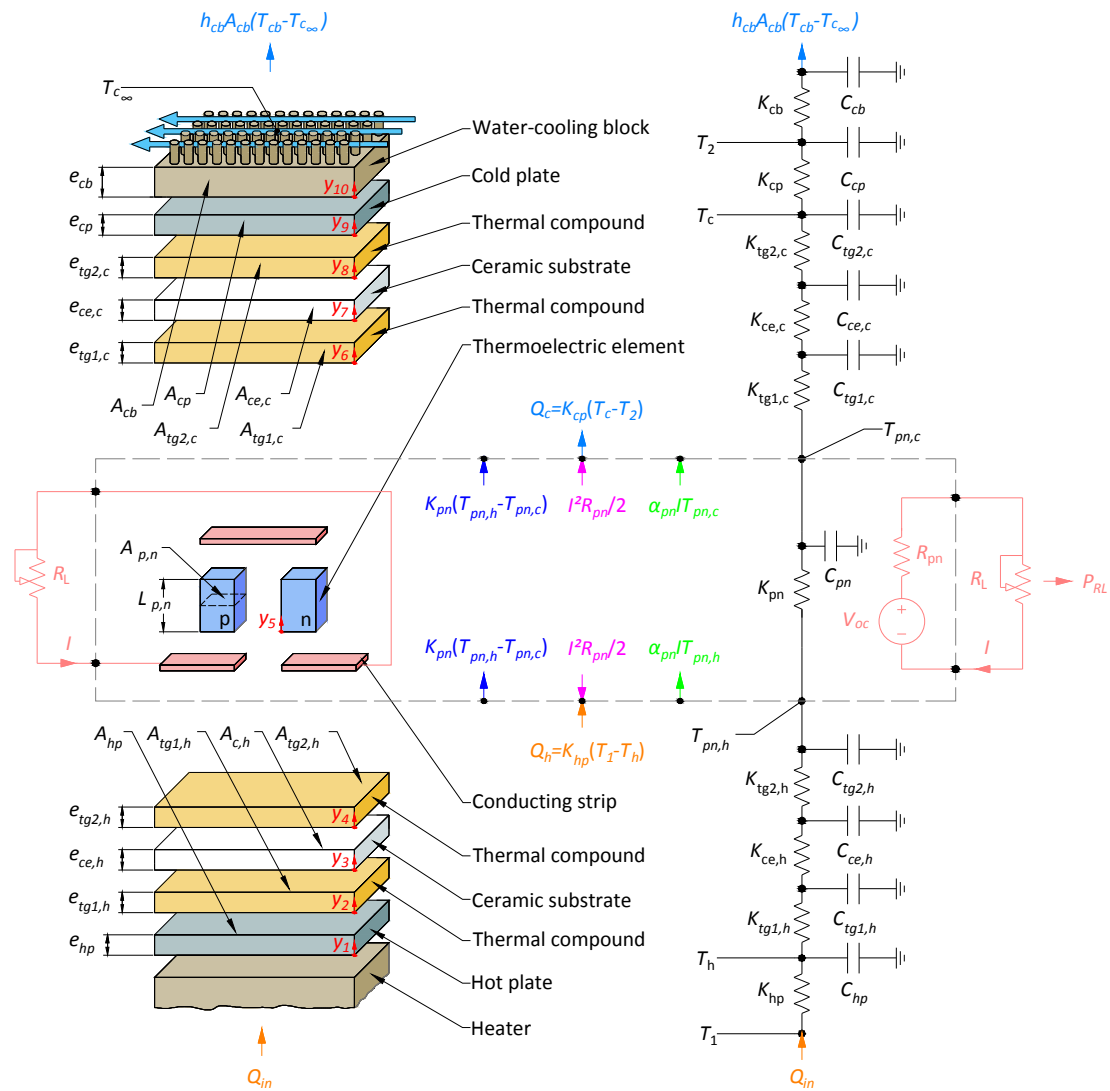 h_cb A_cb(T_cb-T_c∞)
h_cb A_cb(T_cb-T_c∞)
T_c∞
Water-cooling block
Cold plate
Thermal compound
Ceramic substrate
Thermal compound
Thermoelectric element
e_cb
e_cp
e_tg2,c
e_ce,c
e_tg1,c
y_10
y_9
y_8
y_7
y_6
A_cb
A_cp
A_tg2,c
A_ce,c
A_tg1,c
K_cb
C_cb
T_2
K_cp
C_cp
T_c
K_tg2,c
C_tg2,c
K_ce,c
C_ce,c
K_tg1,c
C_tg1,c
Q_c=K_cp(T_c-T_2)
T_pn,c
K_pn(T_pn,h-T_pn,c)
I²R_pn/2
α_pn IT_pn,c
R_L
I
A_p,n
L_p,n
p
y_5
n
K_pn
C_pn
R_pn
V_oc
+
−
R_L
P_RL
I
K_pn(T_pn,h-T_pn,c)
I²R_pn/2
α_pn IT_pn,h
Q_h=K_hp(T_1-T_h)
T_pn,h
A_hp
A_tg1,h
A_c,h
A_tg2,h
e_tg2,h
e_ce,h
e_tg1,h
e_hp
y_4
y_3
y_2
y_1
Conducting strip
Thermal compound
Ceramic substrate
Thermal compound
Hot plate
Heater
K_tg2,h
C_tg2,h
K_ce,h
C_ce,h
K_tg1,h
C_tg1,h
T_h
K_hp
C_hp
T_1
Q_in
Q_in